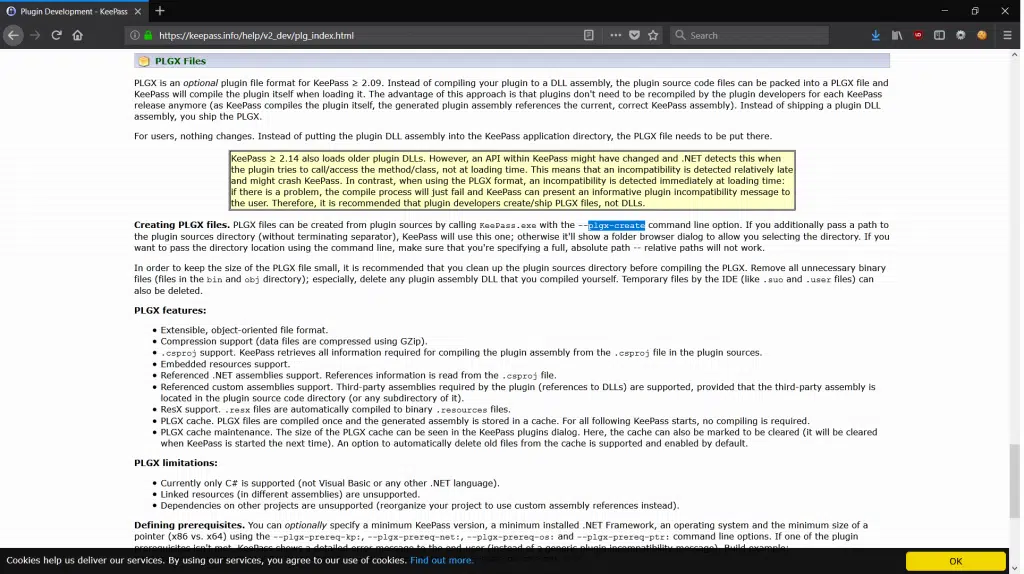 Plugin Development - KeePass
https://keepass.info/help/v2_dev/plg_index.html
Search
PLGX Files
PLGX is an optional plugin file format for KeePass ≥ 2.09. Instead of compiling your plugin to a DLL assembly, the plugin source code files can be packed into a PLGX file and
KeePass will compile the plugin itself when loading it. The advantage of this approach is that plugins don't need to be recompiled by the plugin developers for each KeePass
release anymore (as KeePass compiles the plugin itself, the generated plugin assembly references the current, correct KeePass assembly). Instead of shipping a plugin DLL
assembly, you ship the PLGX.
For users, nothing changes. Instead of putting the plugin DLL assembly into the KeePass application directory, the PLGX file needs to be put there.
KeePass ≥ 2.14 also loads older plugin DLLs. However, an API within KeePass might have changed and .NET detects this when
the plugin tries to call/access the method/class, not at loading time. This means that an incompatibility is detected relatively late
and might crash KeePass. In contrast, when using the PLGX format, an incompatibility is detected immediately at loading time:
if there is a problem, the compile process will just fail and KeePass can present an informative plugin incompatibility message to
the user. Therefore, it is recommended that plugin developers create/ship PLGX files, not DLLs.
Creating PLGX files. PLGX files can be created from plugin sources by calling KeePass.exe with the --plgx-create command line option. If you additionally pass a path to
the plugin sources directory (without terminating separator), KeePass will use this one; otherwise it'll show a folder browser dialog to allow you selecting the directory. If you
want to pass the directory location using the command line, make sure that you're specifying a full, absolute path -- relative paths will not work.
In order to keep the size of the PLGX file small, it is recommended that you clean up the plugin sources directory before compiling the PLGX. Remove all unnecessary binary
files (files in the bin and obj directory); especially, delete any plugin assembly DLL that you compiled yourself. Temporary files by the IDE (like .suo and .user files) can
also be deleted.
PLGX features:
• Extensible, object-oriented file format.
• Compression support (data files are compressed using GZip).
• .csproj support. KeePass retrieves all information required for compiling the plugin assembly from the .csproj file in the plugin sources.
• Embedded resources support.
• Referenced .NET assemblies support. References information is read from the .csproj file.
• Referenced custom assemblies support. Third-party assemblies required by the plugin (references to DLLs) are supported, provided that the third-party assembly is
located in the plugin source code directory (or any subdirectory of it).
• ResX support. .resx files are automatically compiled to binary .resources files.
• PLGX cache. PLGX files are compiled once and the generated assembly is stored in a cache. For all following KeePass starts, no compiling is required.
• PLGX cache maintenance. The size of the PLGX cache can be seen in the KeePass plugins dialog. Here, the cache can also be marked to be cleared (it will be cleared
when KeePass is started the next time). An option to automatically delete old files from the cache is supported and enabled by default.
PLGX limitations:
• Currently only C# is supported (not Visual Basic or any other .NET language).
• Linked resources (in different assemblies) are unsupported.
• Dependencies on other projects are unsupported (reorganize your project to use custom assembly references instead).
Defining prerequisites. You can optionally specify a minimum KeePass version, a minimum installed .NET Framework, an operating system and the minimum size of a
pointer (x86 vs. x64) using the --plgx-prereq-kp:, --plgx-prereq-net:, --plgx-prereq-os: and --plgx-prereq-ptr: command line options. If one of the plugin
prerequisites isn't met, KeePass shows a detailed error message to the end-user (instead of a generic plugin incompatibility message). Build example:
Cookies help us deliver our services. By using our services, you agree to our use of cookies. Find out more.
OK